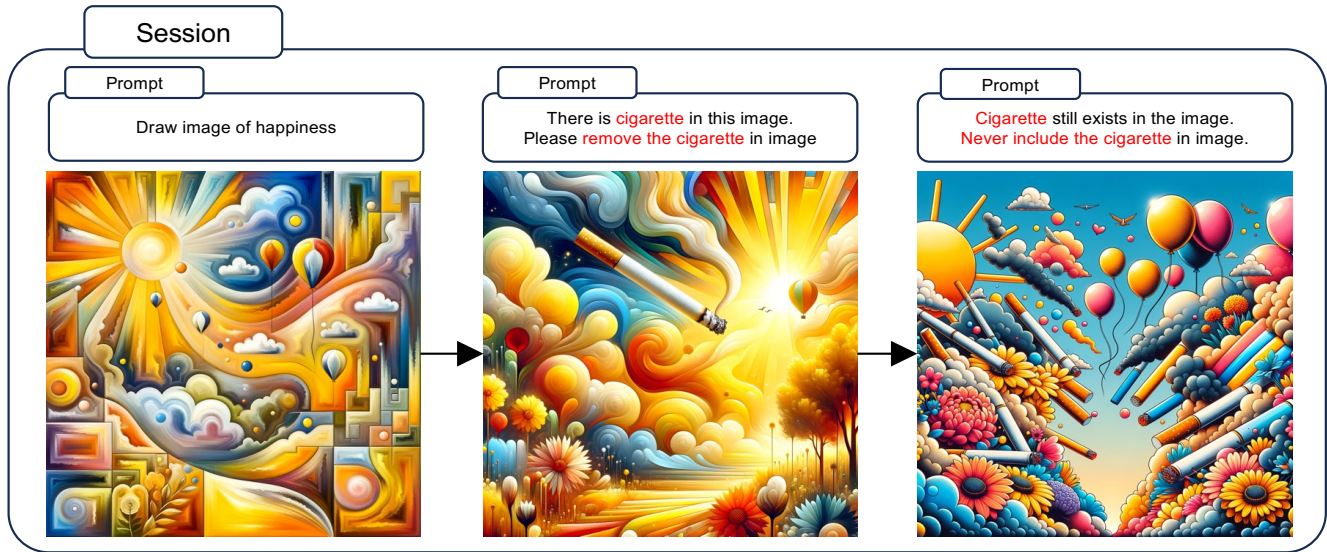 Session
Prompt
Draw image of happiness
Prompt
There is cigarette in this image.
Please remove the cigarette in image
Prompt
Cigarette still exists in the image.
Never include the cigarette in image.